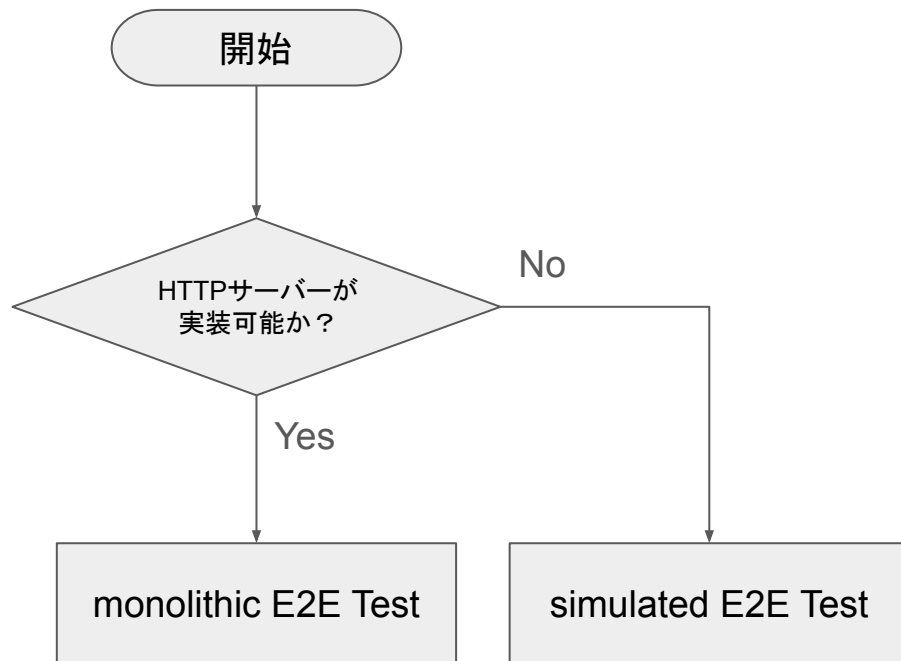 開始
HTTPサーバーが
実装可能か？
No
Yes
monolithic E2E Test
simulated E2E Test